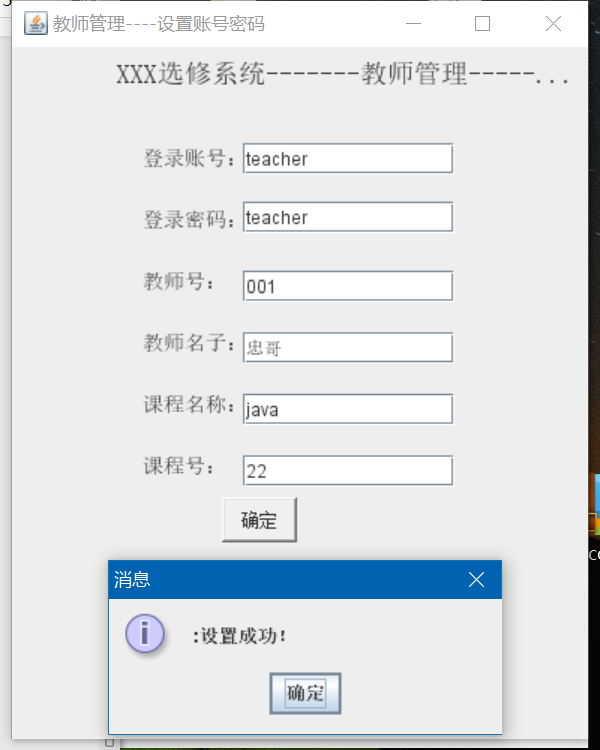 教师管理----设置账号密码
XXX选修系统-------教师管理-----...
登录账号：teacher
登录密码：teacher
教师号： 001
教师名子：忠哥
课程名称：java
课程号： 22
确定
消息
:设置成功!
确定